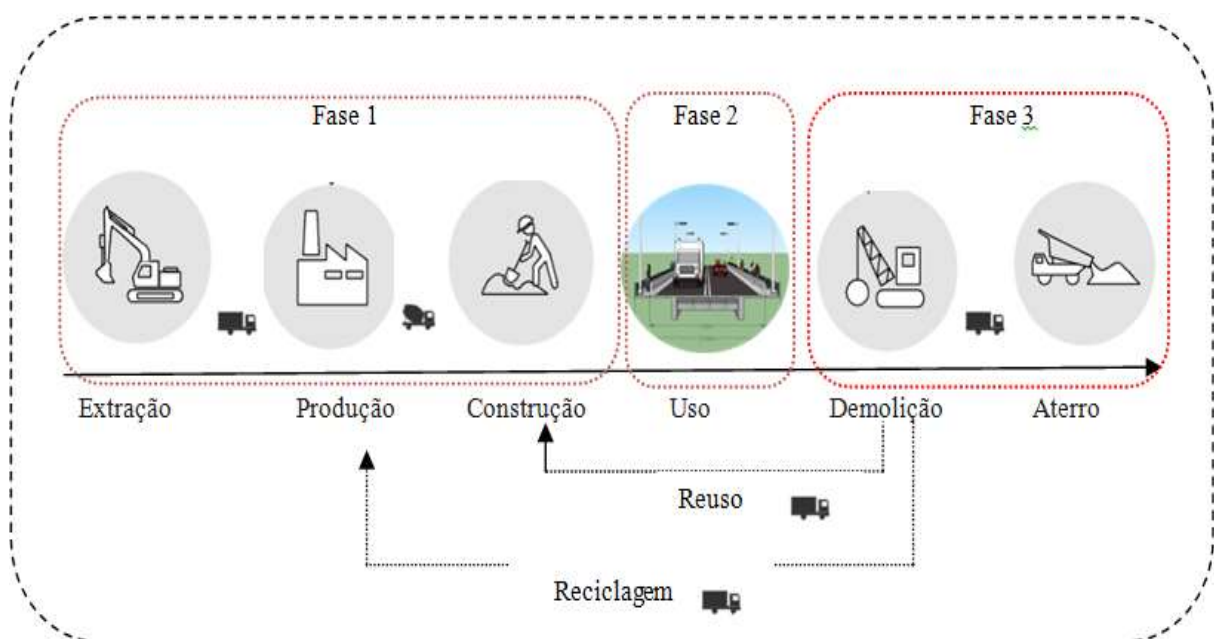 Fase 1
Fase 2
Fase 3
Extração
Produção
Construção
Uso
Demolição
Aterro
Reuso
Reciclagem